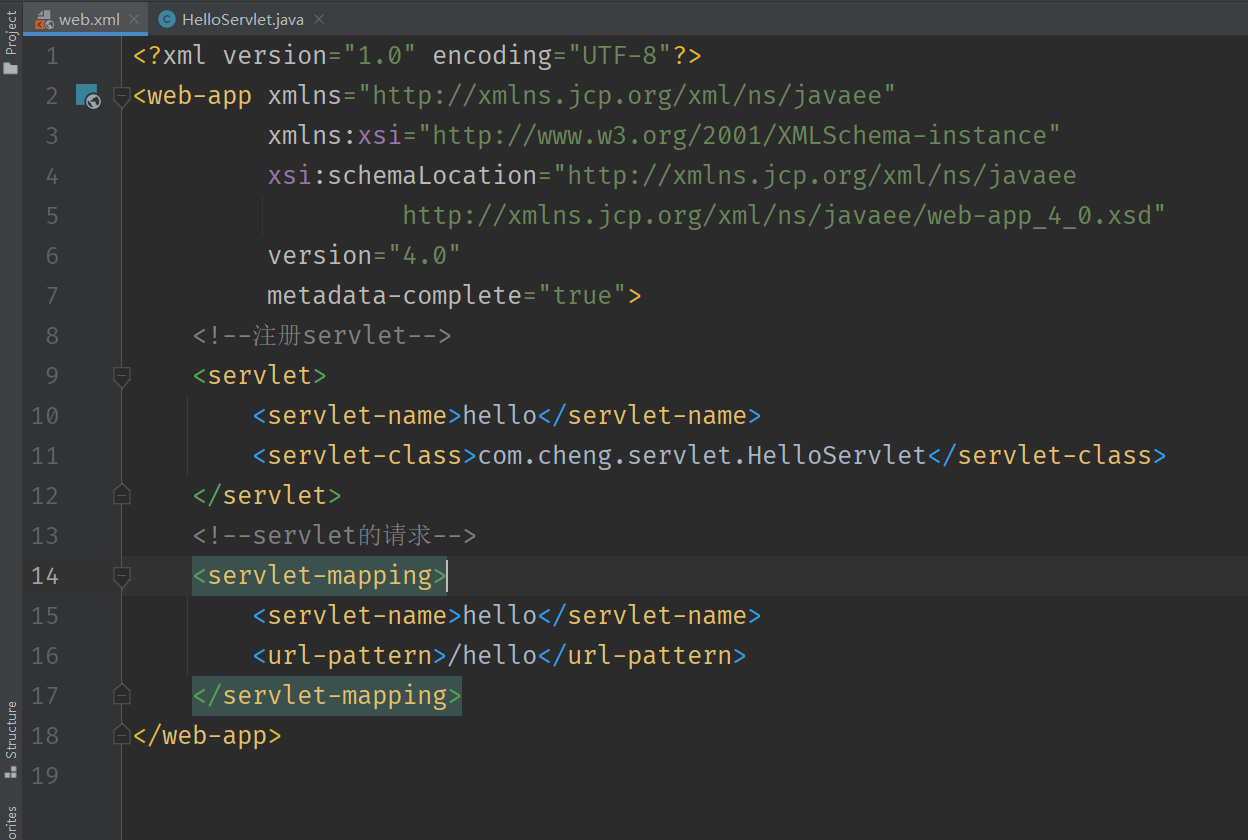 web.xml HelloServlet.java
Project
1 <?xml version="1.0" encoding="UTF-8"?>
2 <web-app xmlns="http://xmlns.jcp.org/xml/ns/javaee"
3 xmlns:xsi="http://www.w3.org/2001/XMLSchema-instance"
4 xsi:schemaLocation="http://xmlns.jcp.org/xml/ns/javaee
5 http://xmlns.jcp.org/xml/ns/javaee/web-app_4_0.xsd"
6 version="4.0"
7 metadata-complete="true">
8 <!--注册servlet-->
9 <servlet>
10 <servlet-name>hello</servlet-name>
11 <servlet-class>com.cheng.servlet.HelloServlet</servlet-class>
12 </servlet>
13 <!--servlet的请求-->
14 <servlet-mapping>
15 <servlet-name>hello</servlet-name>
16 <url-pattern>/hello</url-pattern>
17 </servlet-mapping>
18 </web-app>
19
Structure
orites